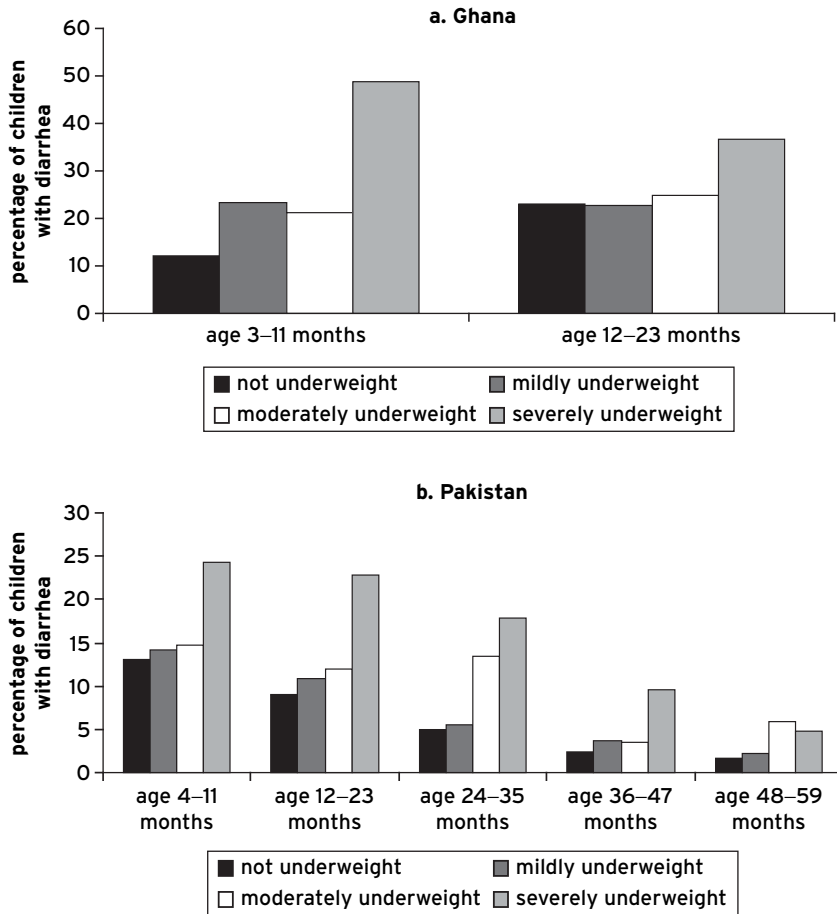 a. Ghana
percentage of children
with diarrhea
60
50
40
30
20
10
0
age 3–11 months
age 12–23 months
not underweight
mildly underweight
moderately underweight
severely underweight
b. Pakistan
percentage of children
with diarrhea
30
25
20
15
10
5
0
age 4–11
months
age 12–23
months
age 24–35
months
age 36–47
months
age 48–59
months
not underweight
mildly underweight
moderately underweight
severely underweight